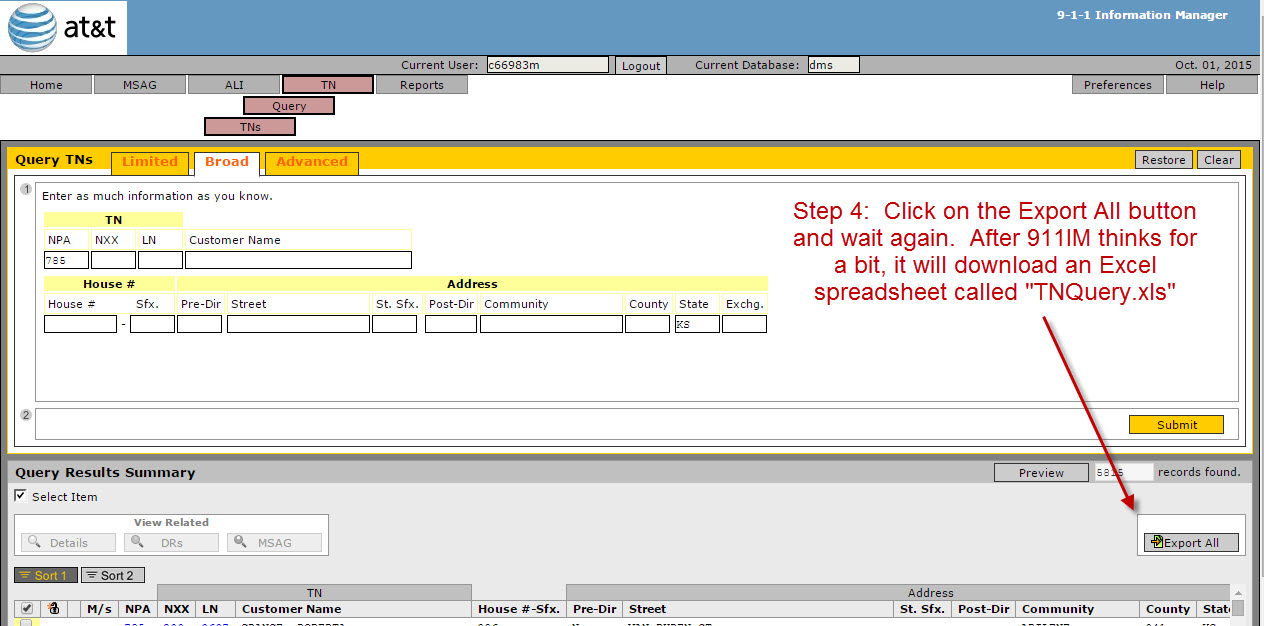 at&t
9-1-1 Information Manager
Current User: c66983m Logout Current Database: dms Oct. 01, 2015
Home MSAG ALI TN Reports Preferences Help
Query
TNs
Query TNs Limited Broad Advanced Restore Clear
1 Enter as much information as you know.
TN
NPA NXX LN Customer Name
785
House # Address
House # Sfx. Pre-Dir Street St. Sfx. Post-Dir Community County State Exchg.
- KS
Step 4: Click on the Export All button
and wait again. After 911IM thinks for
a bit, it will download an Excel
spreadsheet called "TNQuery.xls"
2 Submit
Query Results Summary Preview 5815 records found.
Select Item
View Related
Details DRs MSAG
Export All
Sort 1 Sort 2
TN Address
M/s NPA NXX LN Customer Name House #-Sfx. Pre-Dir Street St. Sfx. Post-Dir Community County State